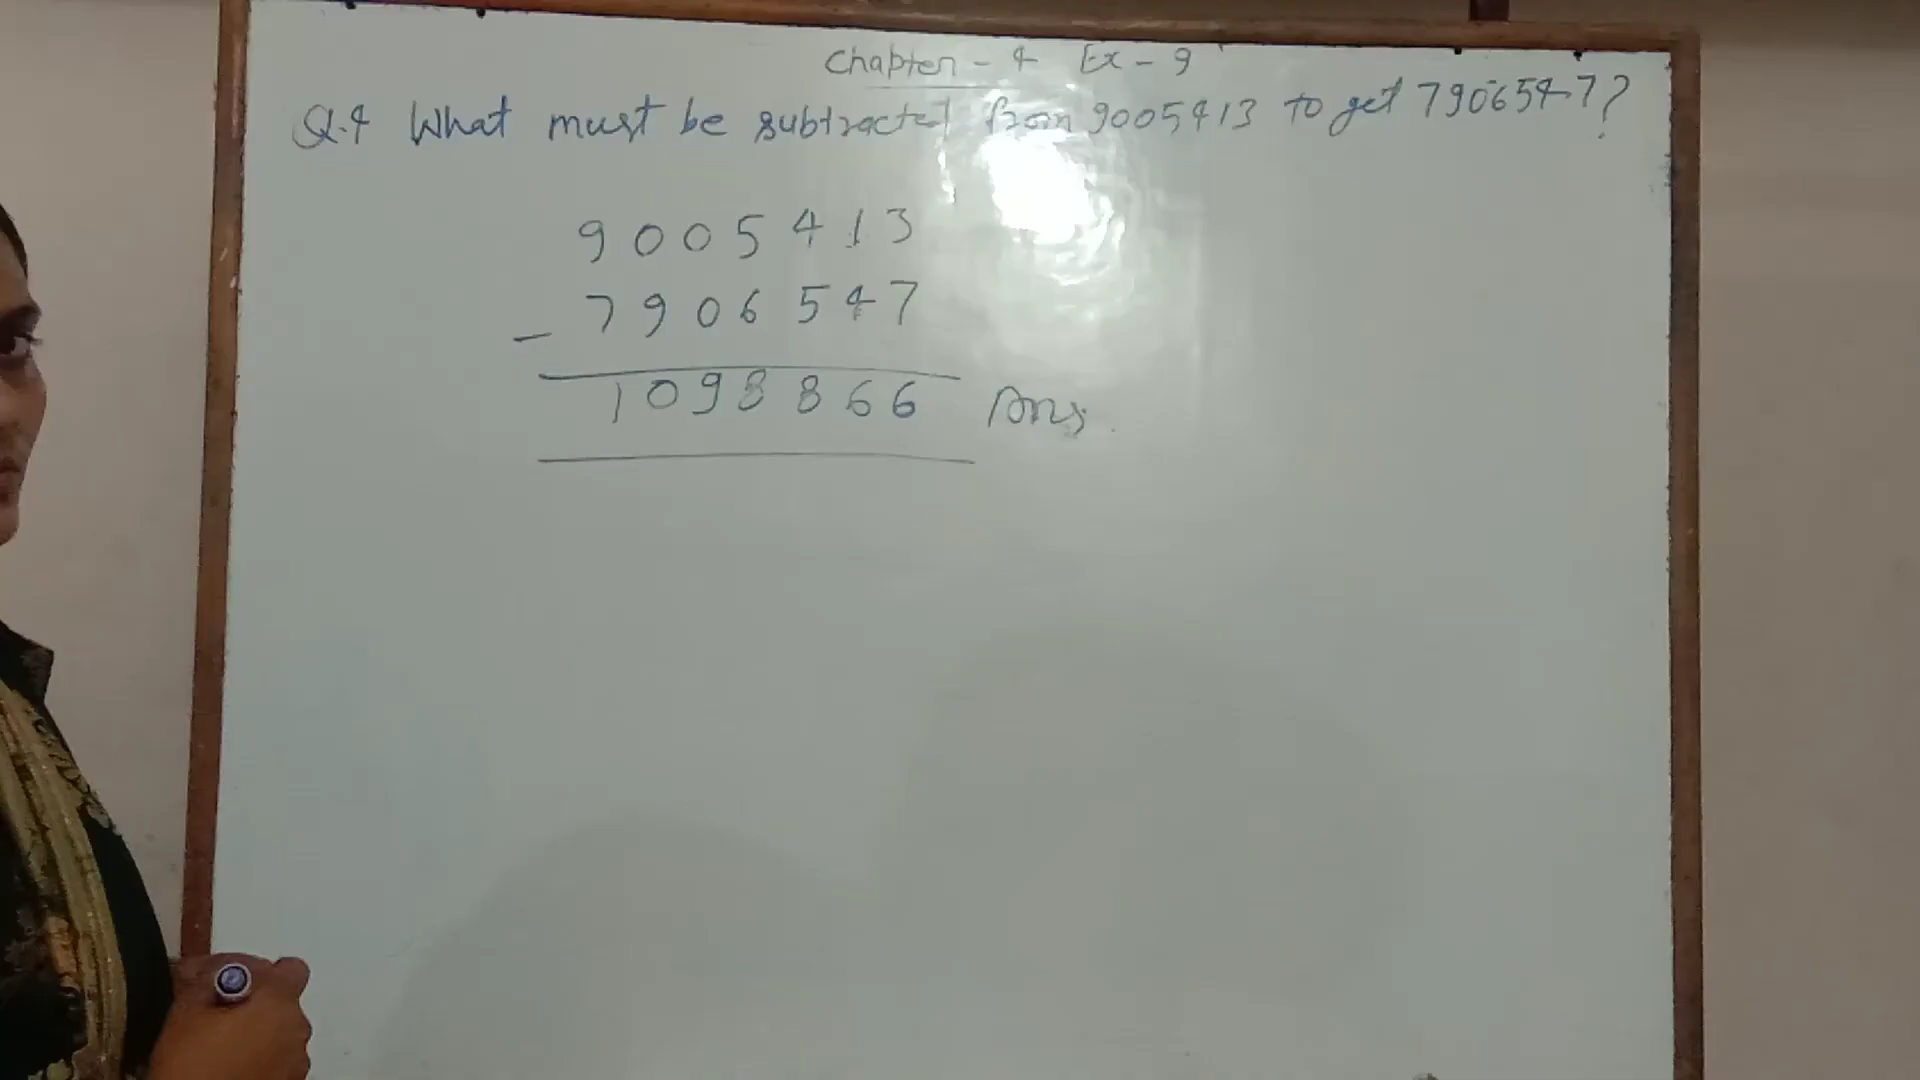 Chapter - 4 Ex - 9
Q.4 What must be subtracted from 9005413 to get 7906547?
9005413
- 7906547
1098866 Ans.